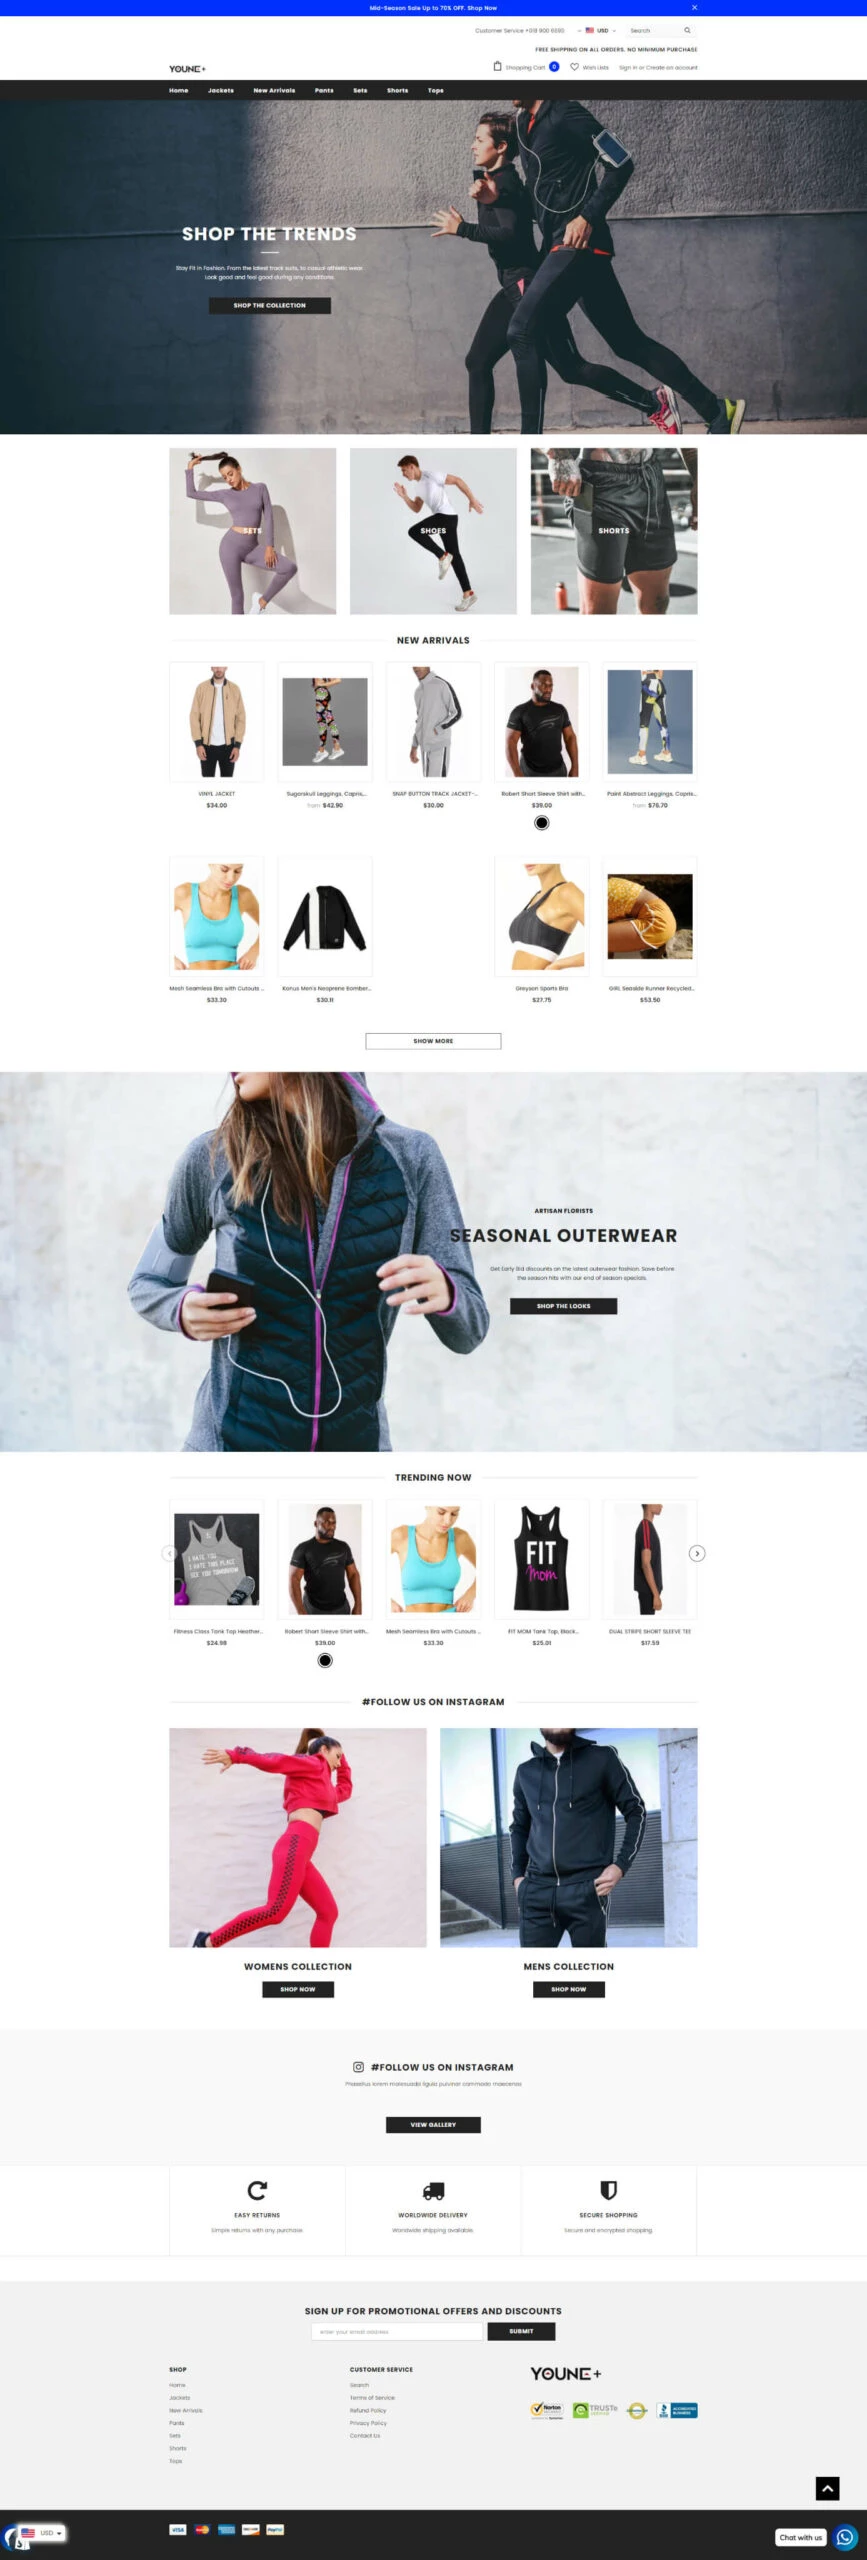 Mid-Season Sale Up to 70% OFF. Shop Now
Customer Service +018 900 6690
USD
Search
FREE SHIPPING ON ALL ORDERS. NO MINIMUM PURCHASE
YOUNE+
Shopping Cart 0 Wish Lists Sign in or Create an account
Home Jackets New Arrivals Pants Sets Shorts Tops
SHOP THE TRENDS
Stay Fit in Fashion. From the latest track suits, to casual athletic wear.
Look good and feel good during any conditions.
SHOP THE COLLECTION
SETS
SHOES
SHORTS
NEW ARRIVALS
VINYL JACKET
$34.00
Sugarskull Leggings, Capris,...
from $42.90
SNAP BUTTON TRACK JACKET-...
$30.00
Robert Short Sleeve Shirt with...
$39.00
Paint Abstract Leggings, Capris...
from $76.70
Mesh Seamless Bra with Cutouts ...
$33.30
Konus Men's Neoprene Bomber...
$30.11
Greyson Sports Bra
$27.75
GIRL Seaside Runner Recycled...
$53.50
SHOW MORE
ARTISAN FLORISTS
SEASONAL OUTERWEAR
Get Early Bid discounts on the latest outerwear fashion. Save before
the season hits with our end of season specials.
SHOP THE LOOKS
TRENDING NOW
I HATE YOU
I HATE THIS PLACE
SEE YOU TOMORROW
FIT
Mom
Fitness Class Tank Top Heather...
$24.98
Robert Short Sleeve Shirt with...
$39.00
Mesh Seamless Bra with Cutouts ...
$33.30
FIT MOM Tank Top, Black...
$25.01
DUAL STRIPE SHORT SLEEVE TEE
$17.59
#FOLLOW US ON INSTAGRAM
WOMENS COLLECTION
SHOP NOW
MENS COLLECTION
SHOP NOW
#FOLLOW US ON INSTAGRAM
Phasellus lorem malesuada ligula pulvinar commodo maecenas
VIEW GALLERY
EASY RETURNS
Simple returns with any purchase.
WORLDWIDE DELIVERY
Worldwide shipping available.
SECURE SHOPPING
Secure and encrypted shopping.
SIGN UP FOR PROMOTIONAL OFFERS AND DISCOUNTS
enter your email address
SUBMIT
SHOP
Home
Jackets
New Arrivals
Pants
Sets
Shorts
Tops
CUSTOMER SERVICE
Search
Terms of Service
Refund Policy
Privacy Policy
Contact Us
YOUNE+
Norton
TRUSTe
BBB ACCREDITED
BUSINESS
USD
VISA
PayPal
Chat with us